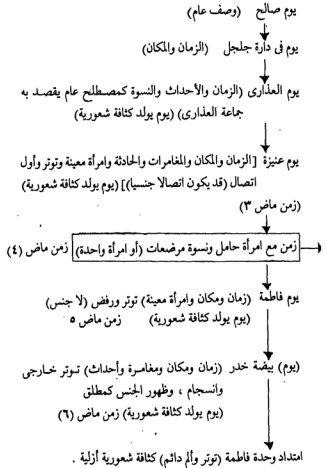 يوم صالح (وصف عام)
يوم فى دارة جلجل (الزمان والمكان)
يوم العذارى (الزمان والأحداث والنسوة كمصطلح عام يقصد به
جماعة العذارى) (يوم يولد كثافة شعورية)
يوم عنيزة [الزمان والمكان والمغامرات والحادثة وامرأة معينة وتوتر وأول
اتصال (قد يكون اتصالا جنسيا)] (يوم يولد كثافة شعورية)
(زمن ماض ٣)
زمن مع امرأة حامل ونسوة مرضعات (أو امرأة واحدة) زمن ماض (٤)
يوم فاطمة (زمان ومكان وامرأة معينة) توتر ورفض (لا جنس)
(يوم يولد كثافة شعورية) زمن ماض ٥
(يوم) بيضة خدر (زمان ومكان ومغامرة وأحداث) توتر خارجى
وانسجام ، وظهور الجنس كمطلق
(يوم يولد كثافة شعورية) زمن ماض (٦)
امتداد وحدة فاطمة (توتر وألم دائم) كثافة شعورية أزلية .